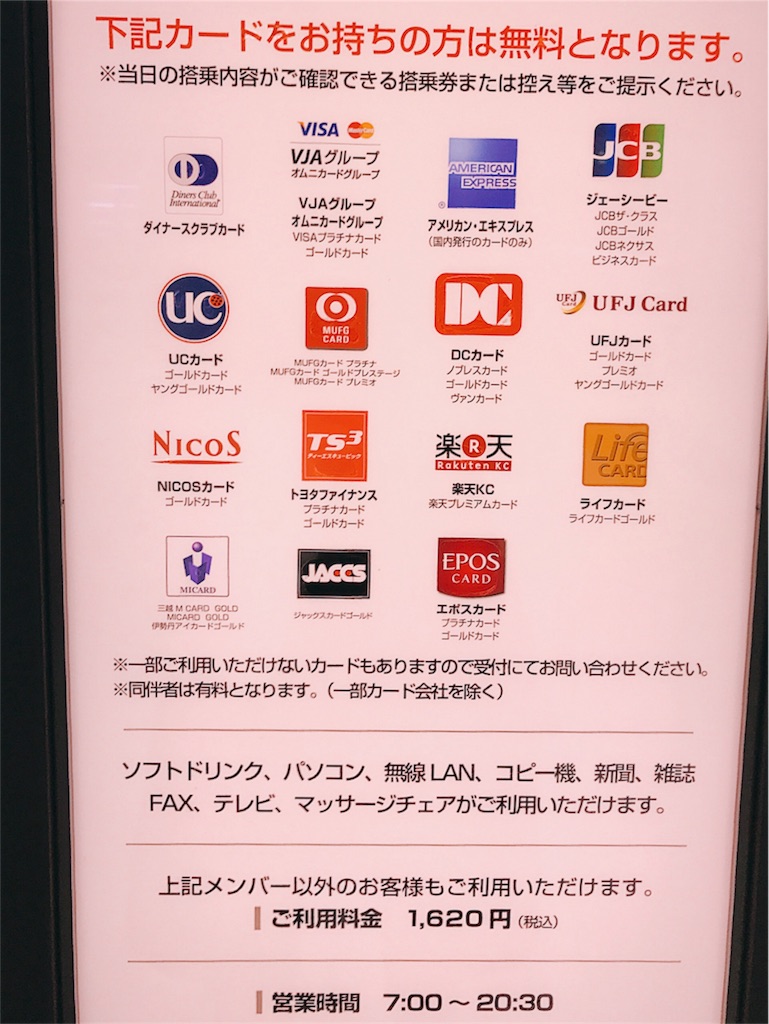 下記カードをお持ちの方は無料となります。
※当日の搭乗内容がご確認できる搭乗券または控え等をご提示ください。
Diners Club
International
ダイナースクラブカード
VISA MasterCard
VJAグループ
オムニカードグループ
VJAグループ
オムニカードグループ
VISAプラチナカード
ゴールドカード
AMERICAN
EXPRESS
®
アメリカン・エキスプレス
(国内発行のカードのみ)
JCB
ジェーシービー
JCBザ・クラス
JCBゴールド
JCBネクサス
ビジネスカード
UC
UCカード
ゴールドカード
ヤングゴールドカード
MUFG
CARD
MUFGカード プラチナ
MUFGカード ゴールドプレステージ
MUFGカード プレミオ
DC
DCカード
ノブレスカード
ゴールドカード
ヴァンカード
UFJ Card UFJ Card
UFJカード
ゴールドカード
プレミオ
ヤングゴールドカード
NICOS
NICOSカード
ゴールドカード
TS3
ティーエスキュービック
トヨタファイナンス
プラチナカード
ゴールドカード
楽R天
Rakuten KC
楽天KC
楽天プレミアムカード
Life
CARD
ライフカード
ライフカードゴールド
MICARD
三越 M CARD GOLD
MICARD GOLD
伊勢丹アイカードゴールド
JACCS
ジャックスカードゴールド
EPOS
CARD
エポスカード
プラチナカード
ゴールドカード
※一部ご利用いただけないカードもありますので受付にてお問い合わせください。
※同伴者は有料となります。(一部カード会社を除く)
ソフトドリンク、パソコン、無線LAN、コピー機、新聞、雑誌
FAX、テレビ、マッサージチェアがご利用いただけます。
上記メンバー以外のお客様もご利用いただけます。
ご利用料金 1,620円(税込)
営業時間 7:00～20:30